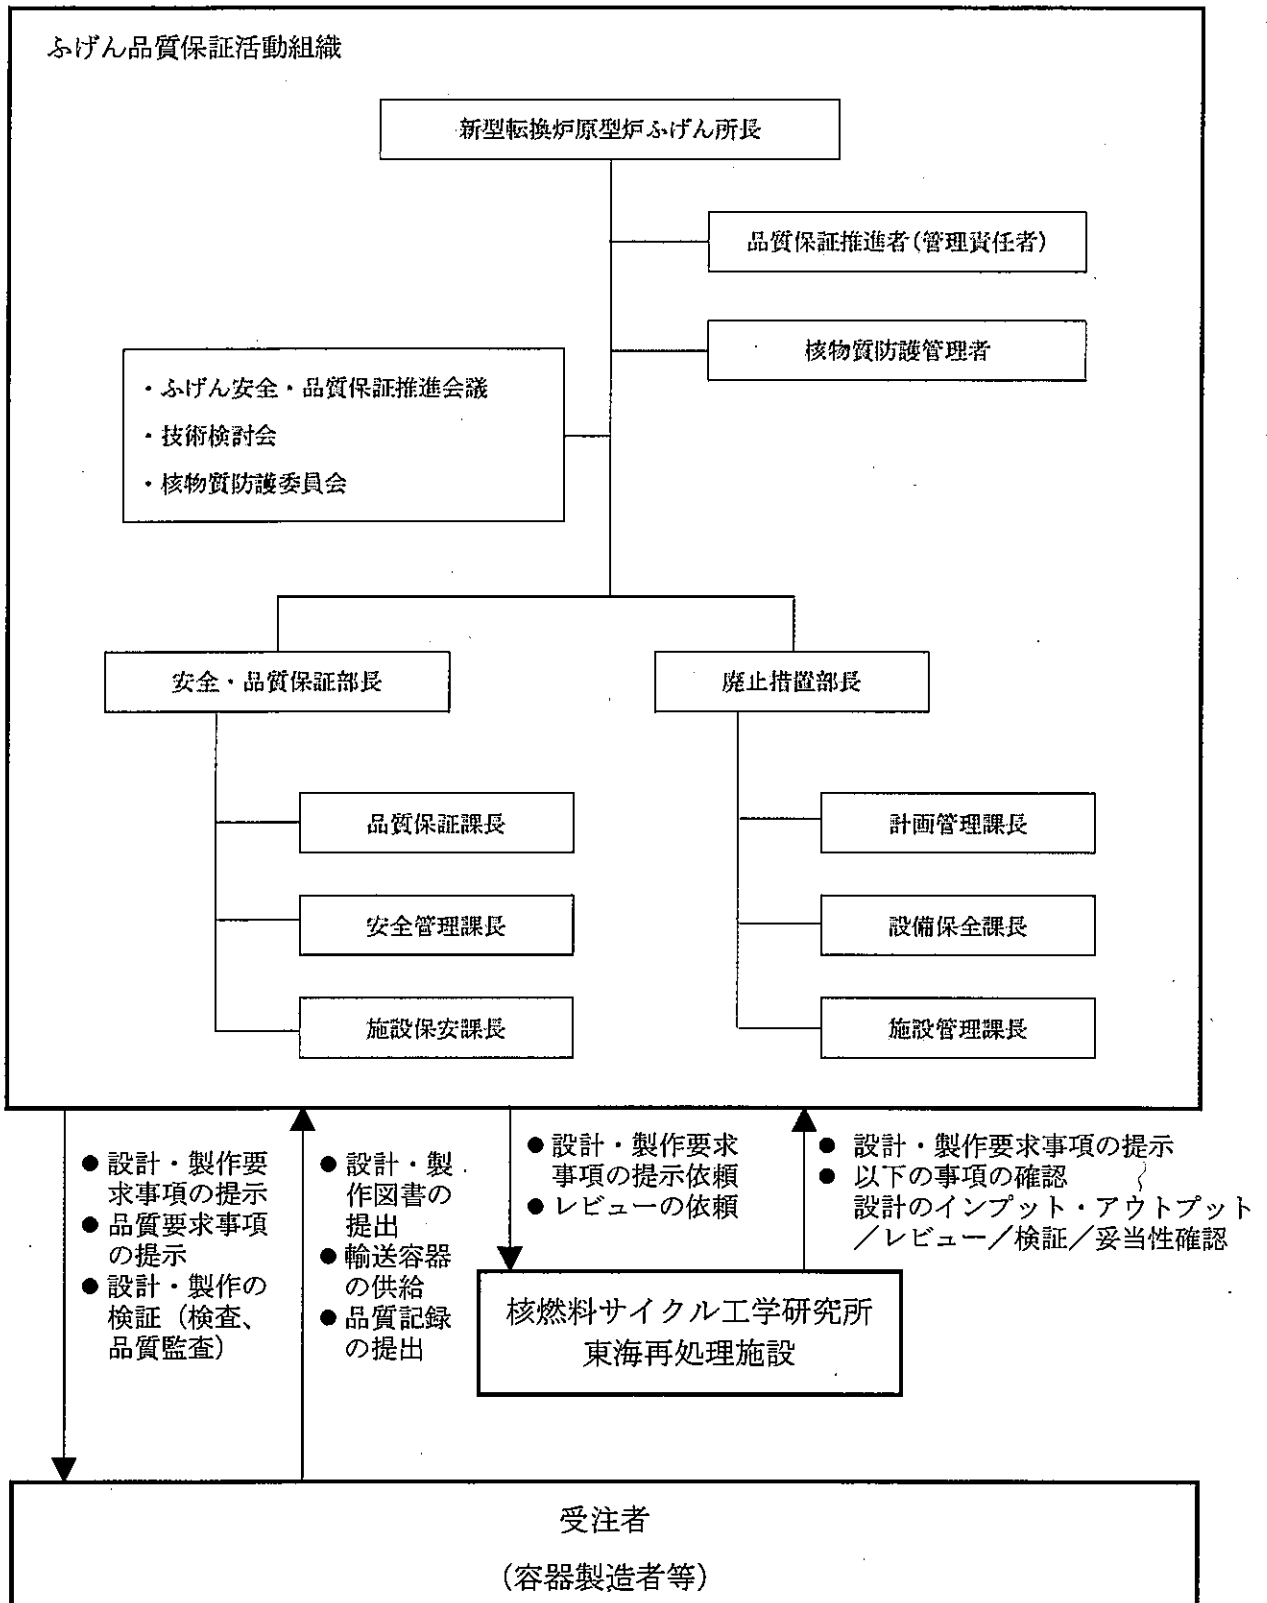 ふげん品質保証活動組織
新型転換炉原型炉ふげん所長
品質保証推進者(管理責任者)
核物質防護管理者
・ふげん安全・品質保証推進会議
・技術検討会
・核物質防護委員会
安全・品質保証部長
廃止措置部長
品質保証課長
安全管理課長
施設保安課長
計画管理課長
設備保全課長
施設管理課長
●設計・製作要
求事項の提示
●品質要求事項
の提示
●設計・製作の
検証（検査、
品質監査）
●設計・製
作図書の
提出
●輸送容器
の供給
●品質記録
の提出
●設計・製作要求
事項の提示依頼
●レビューの依頼
● 設計・製作要求事項の提示
● 以下の事項の確認
設計のインプット・アウトプット
／レビュー／検証／妥当性確認
核燃料サイクル工学研究所
東海再処理施設
受注者
（容器製造者等）